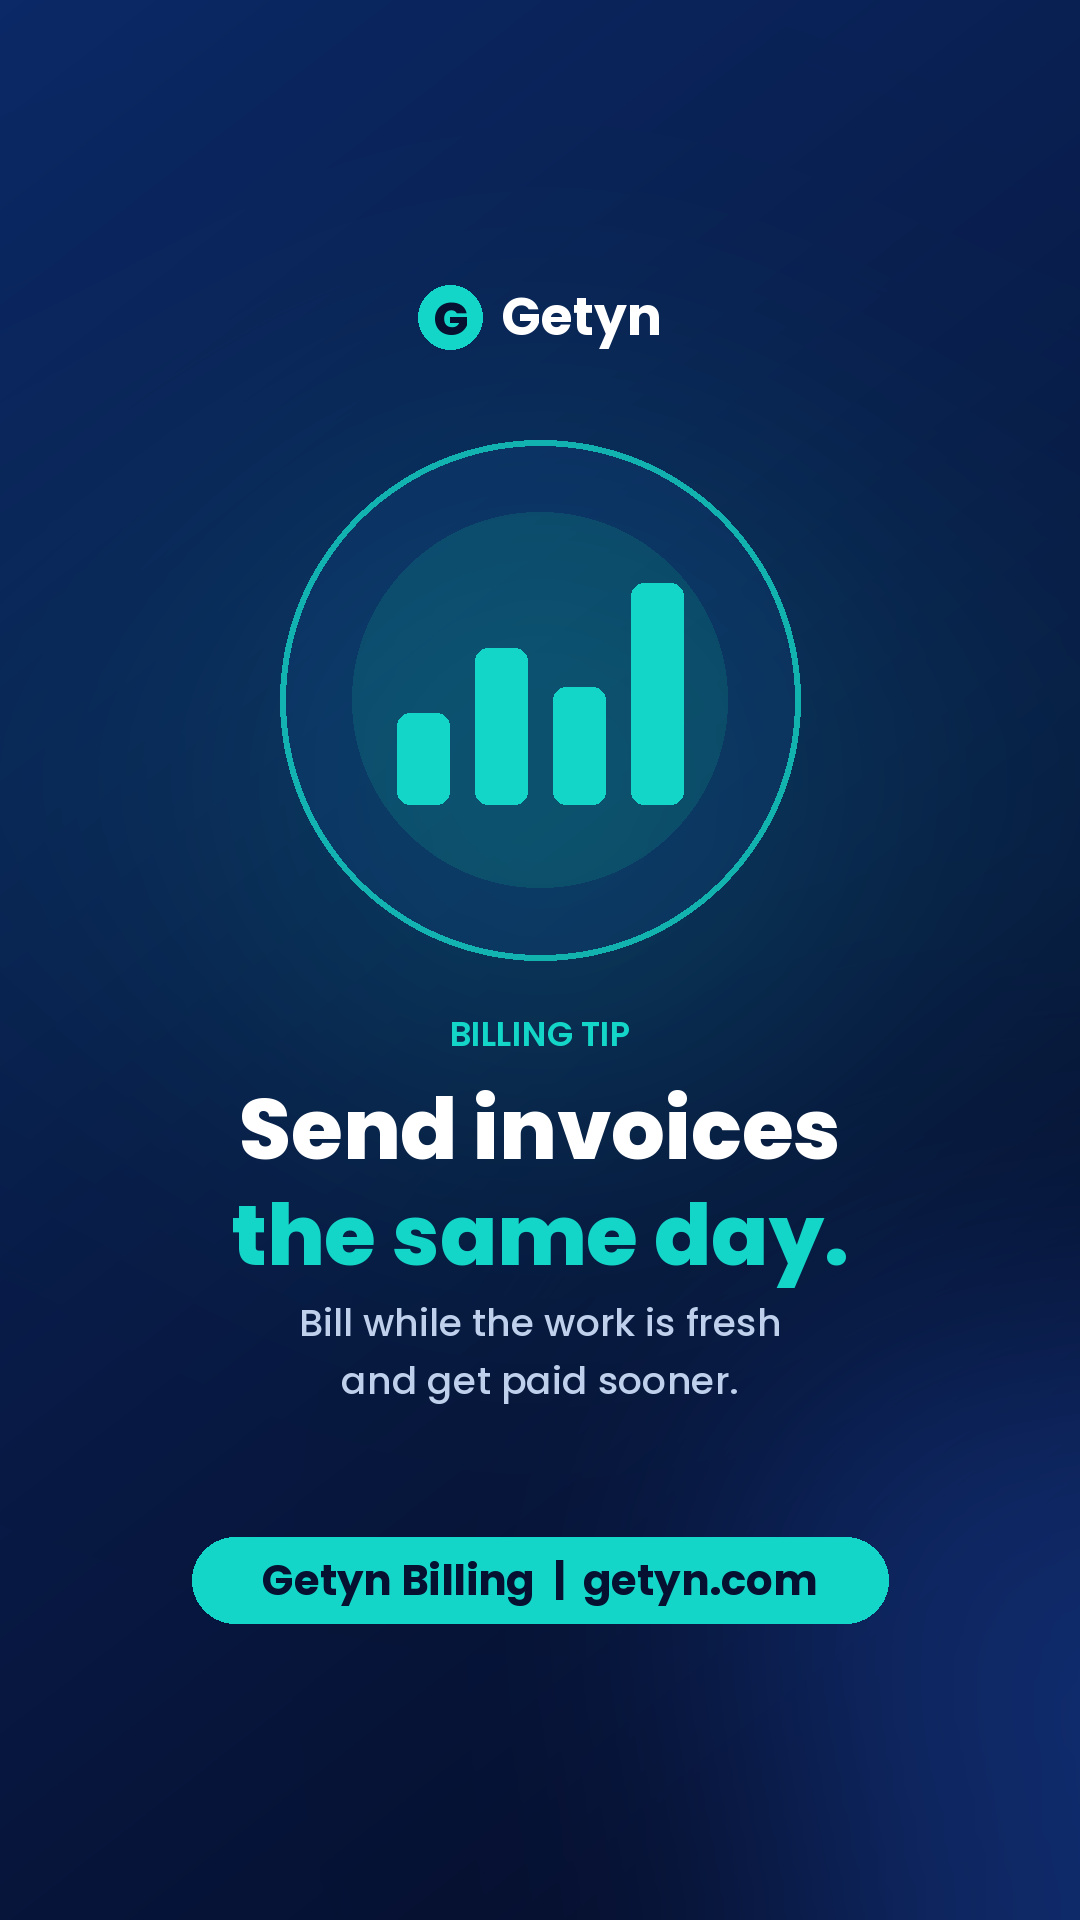 G Getyn
BILLING TIP
Send invoices
the same day.
Bill while the work is fresh
and get paid sooner.
Getyn Billing | getyn.com